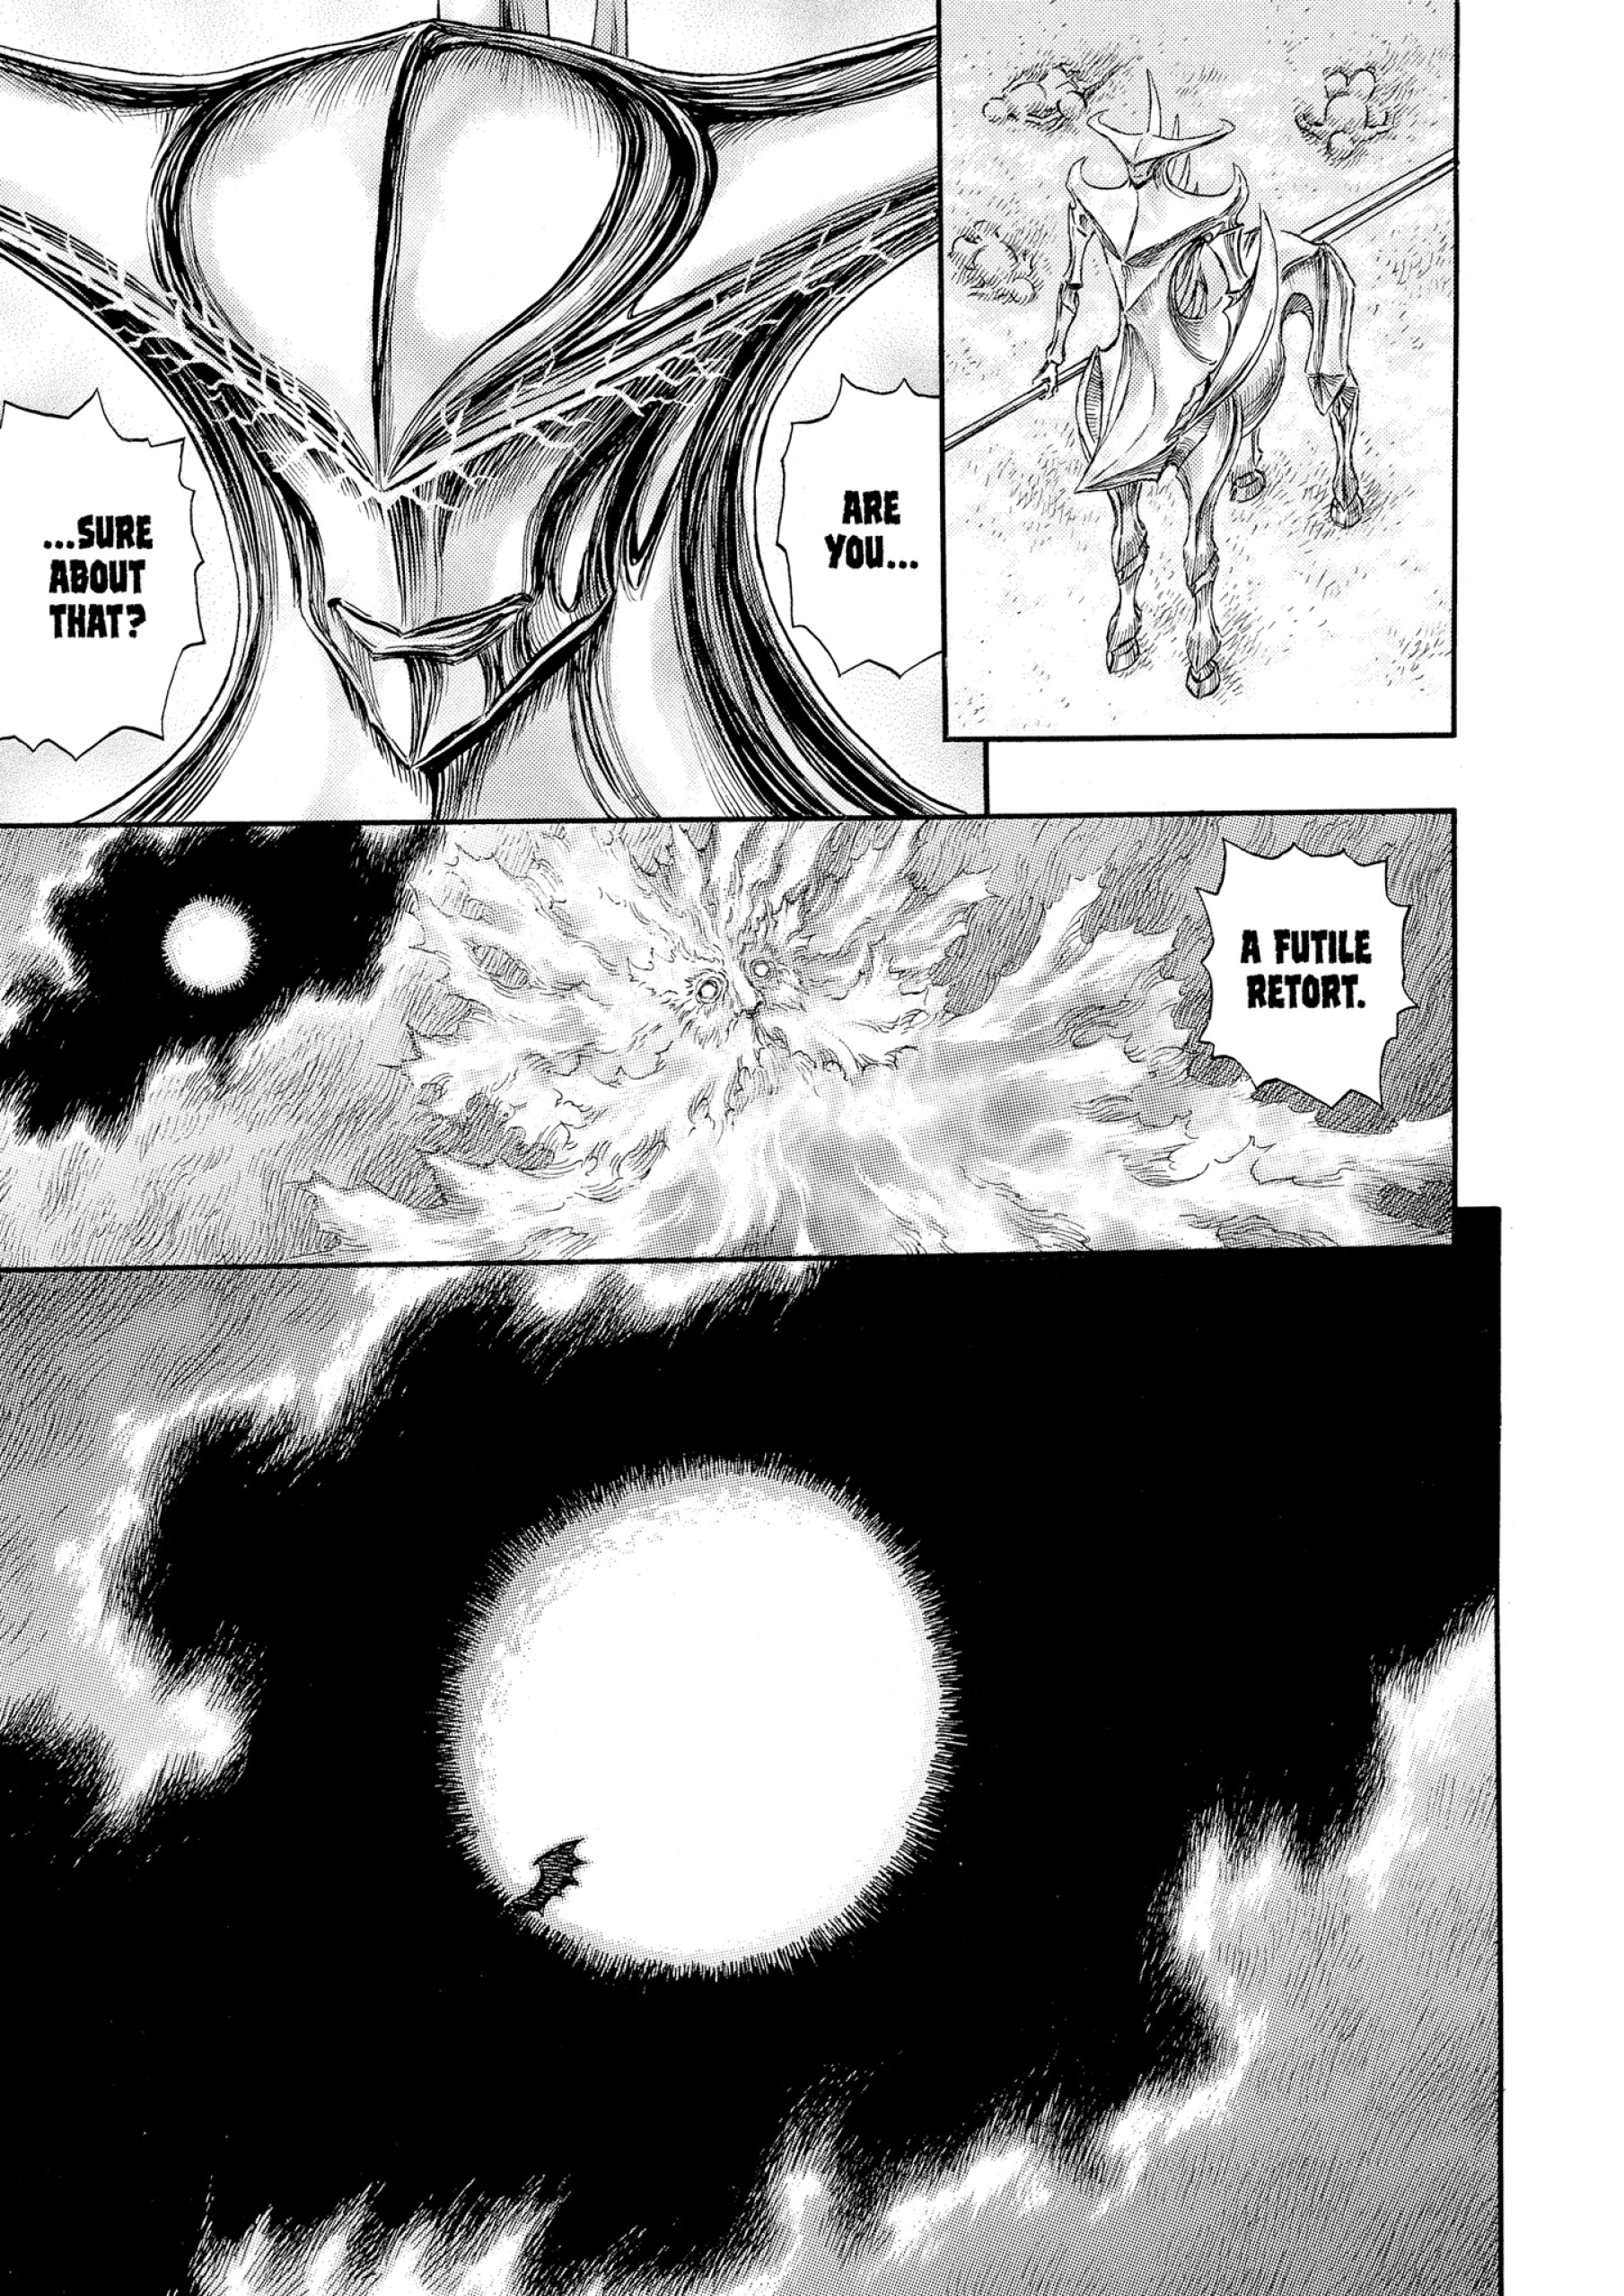 ARE
YOU...
...SURE
ABOUT
THAT?
A FUTILE
RETORT.